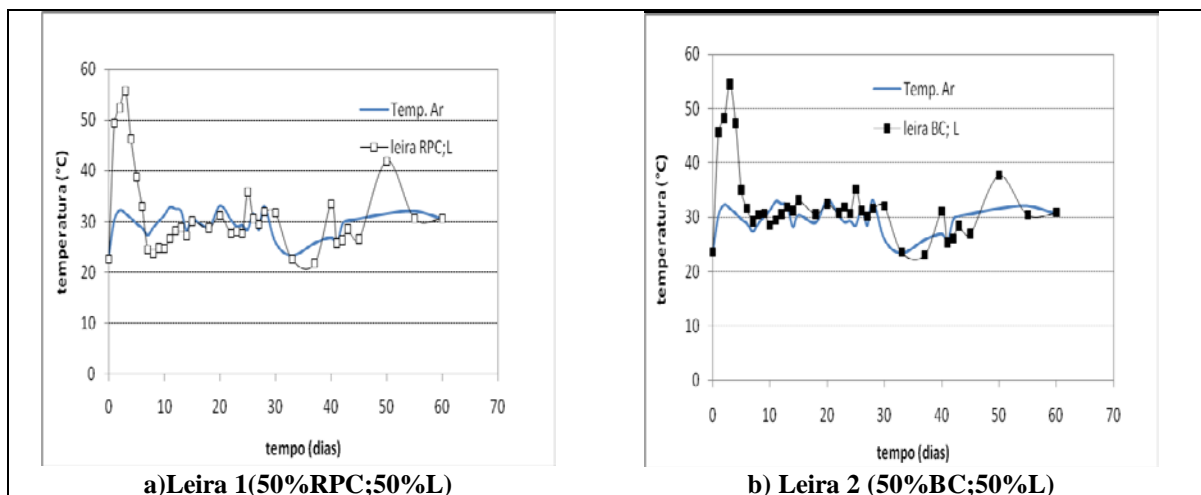 60
50
40
30
20
10
0
0 10 20 30 40 50 60 70
temperatura (°C)
tempo (dias)
Temp. Ar
leira RPC;L
a)Leira 1(50%RPC;50%L)
60
50
40
30
20
10
0
0 10 20 30 40 50 60 70
temperatura (°C)
tempo (dias)
Temp. Ar
leira BC; L
b) Leira 2 (50%BC;50%L)